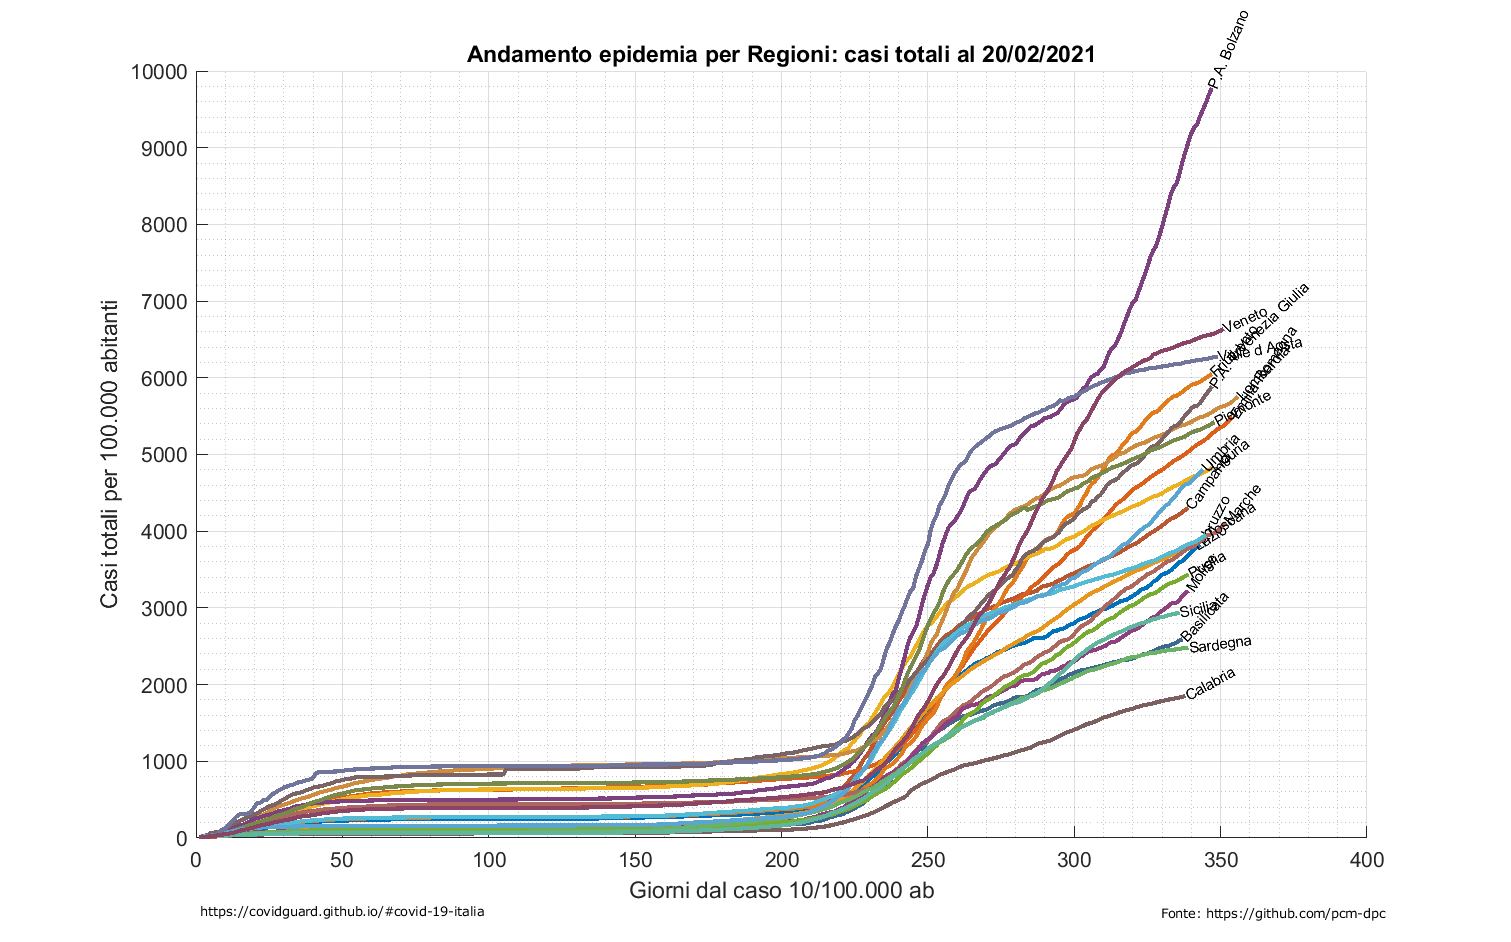 Andamento epidemia per Regioni: casi totali al 20/02/2021
P.A. Bolzano
10000
9000
8000
7000
6000
5000
4000
3000
2000
1000
0
Casi totali per 100.000 abitanti
Veneto
Piemonte
Umbria
Marche
Puglia
Molise
Sicilia
Basilicata
Sardegna
Calabria
0
50
100
150
200
250
300
350
400
Giorni dal caso 10/100.000 ab
https://covidguard.github.io/#covid-19-italia
Fonte: https://github.com/pcm-dpc